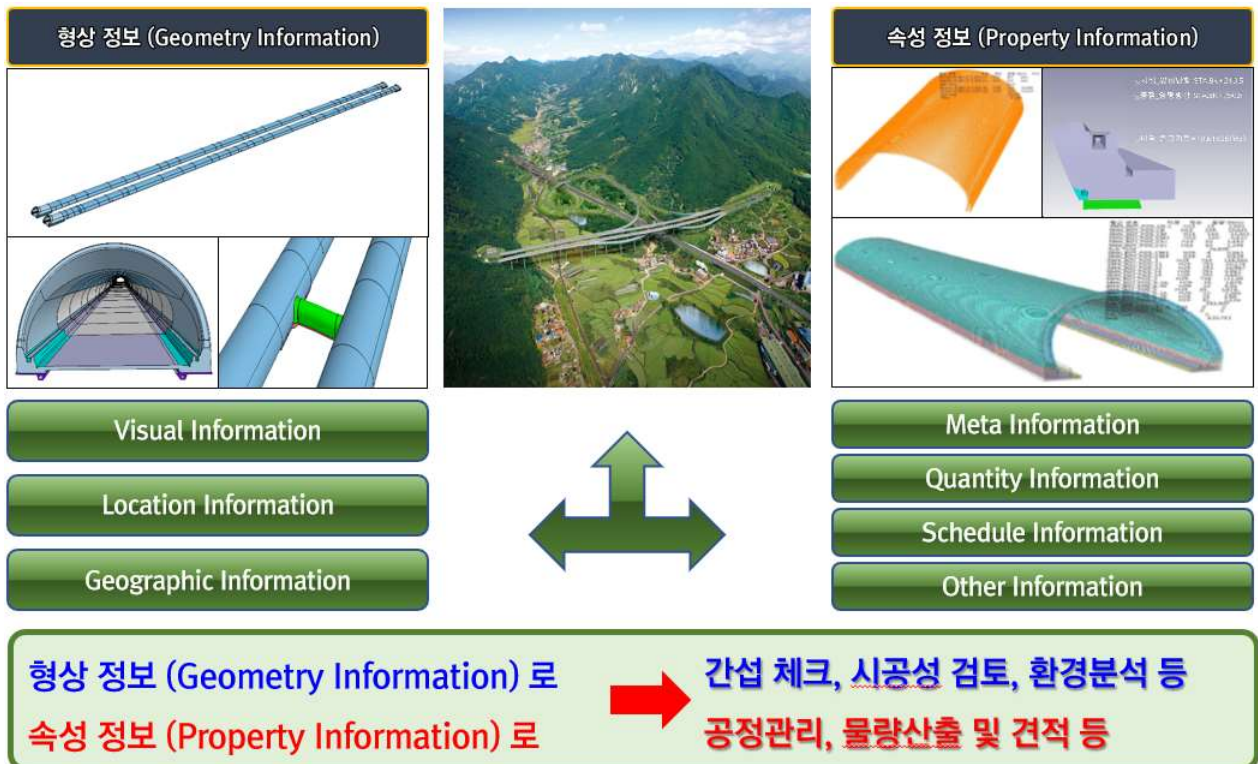 형상 정보 (Geometry Information)
속성 정보 (Property Information)
Visual Information
Location Information
Geographic Information
Meta Information
Quantity Information
Schedule Information
Other Information
형상 정보 (Geometry Information) 로
간섭 체크, 시공성 검토, 환경분석 등
속성 정보 (Property Information) 로
공정관리, 물량산출 및 견적 등